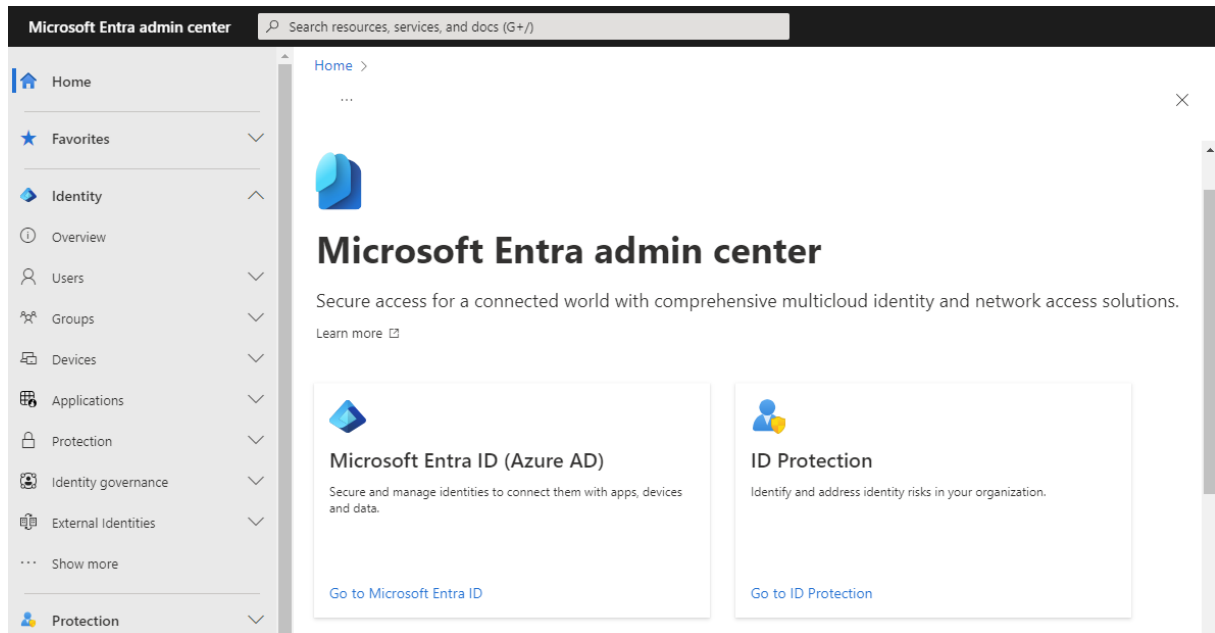 Microsoft Entra admin center
Search resources, services, and docs (G+/)
Home
Favorites
Identity
Overview
Users
Groups
Devices
Applications
Protection
Identity governance
External Identities
Show more
Protection
Home >
...
Microsoft Entra admin center
Secure access for a connected world with comprehensive multicloud identity and network access solutions.
Learn more
Microsoft Entra ID (Azure AD)
Secure and manage identities to connect them with apps, devices
and data.
Go to Microsoft Entra ID
ID Protection
Identify and address identity risks in your organization.
Go to ID Protection